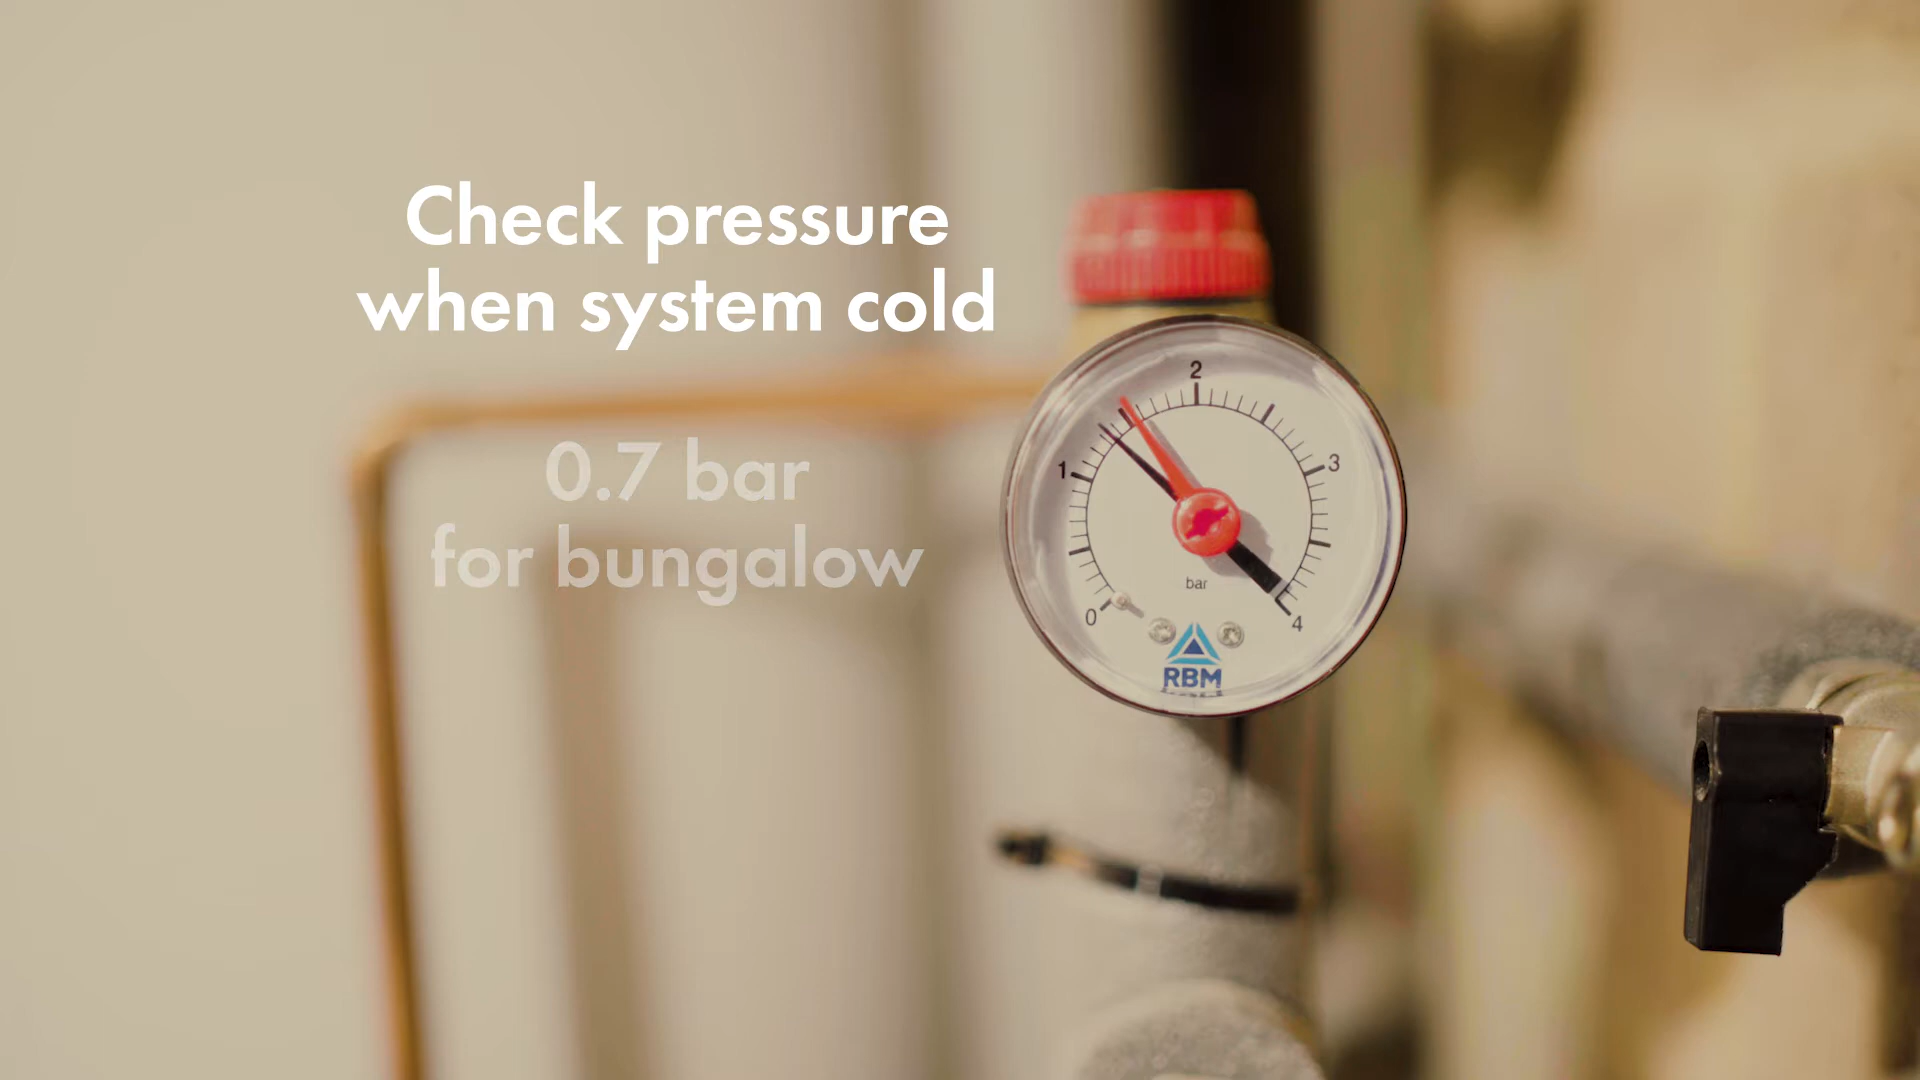 Check pressure
when system cold
0.7 bar
for bungalow
2
1
3
bar
0
4
RBM